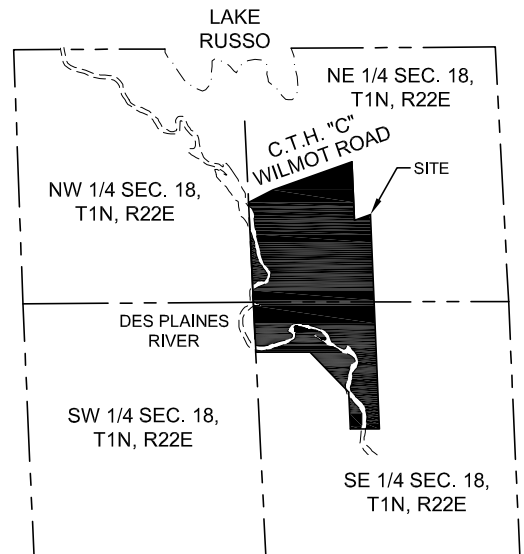 LAKE
RUSSO
NE 1/4 SEC. 18,
T1N, R22E
C.T.H. "C"
WILMOT ROAD
SITE
NW 1/4 SEC. 18,
T1N, R22E
DES PLAINES
RIVER
SW 1/4 SEC. 18,
T1N, R22E
SE 1/4 SEC. 18,
T1N, R22E